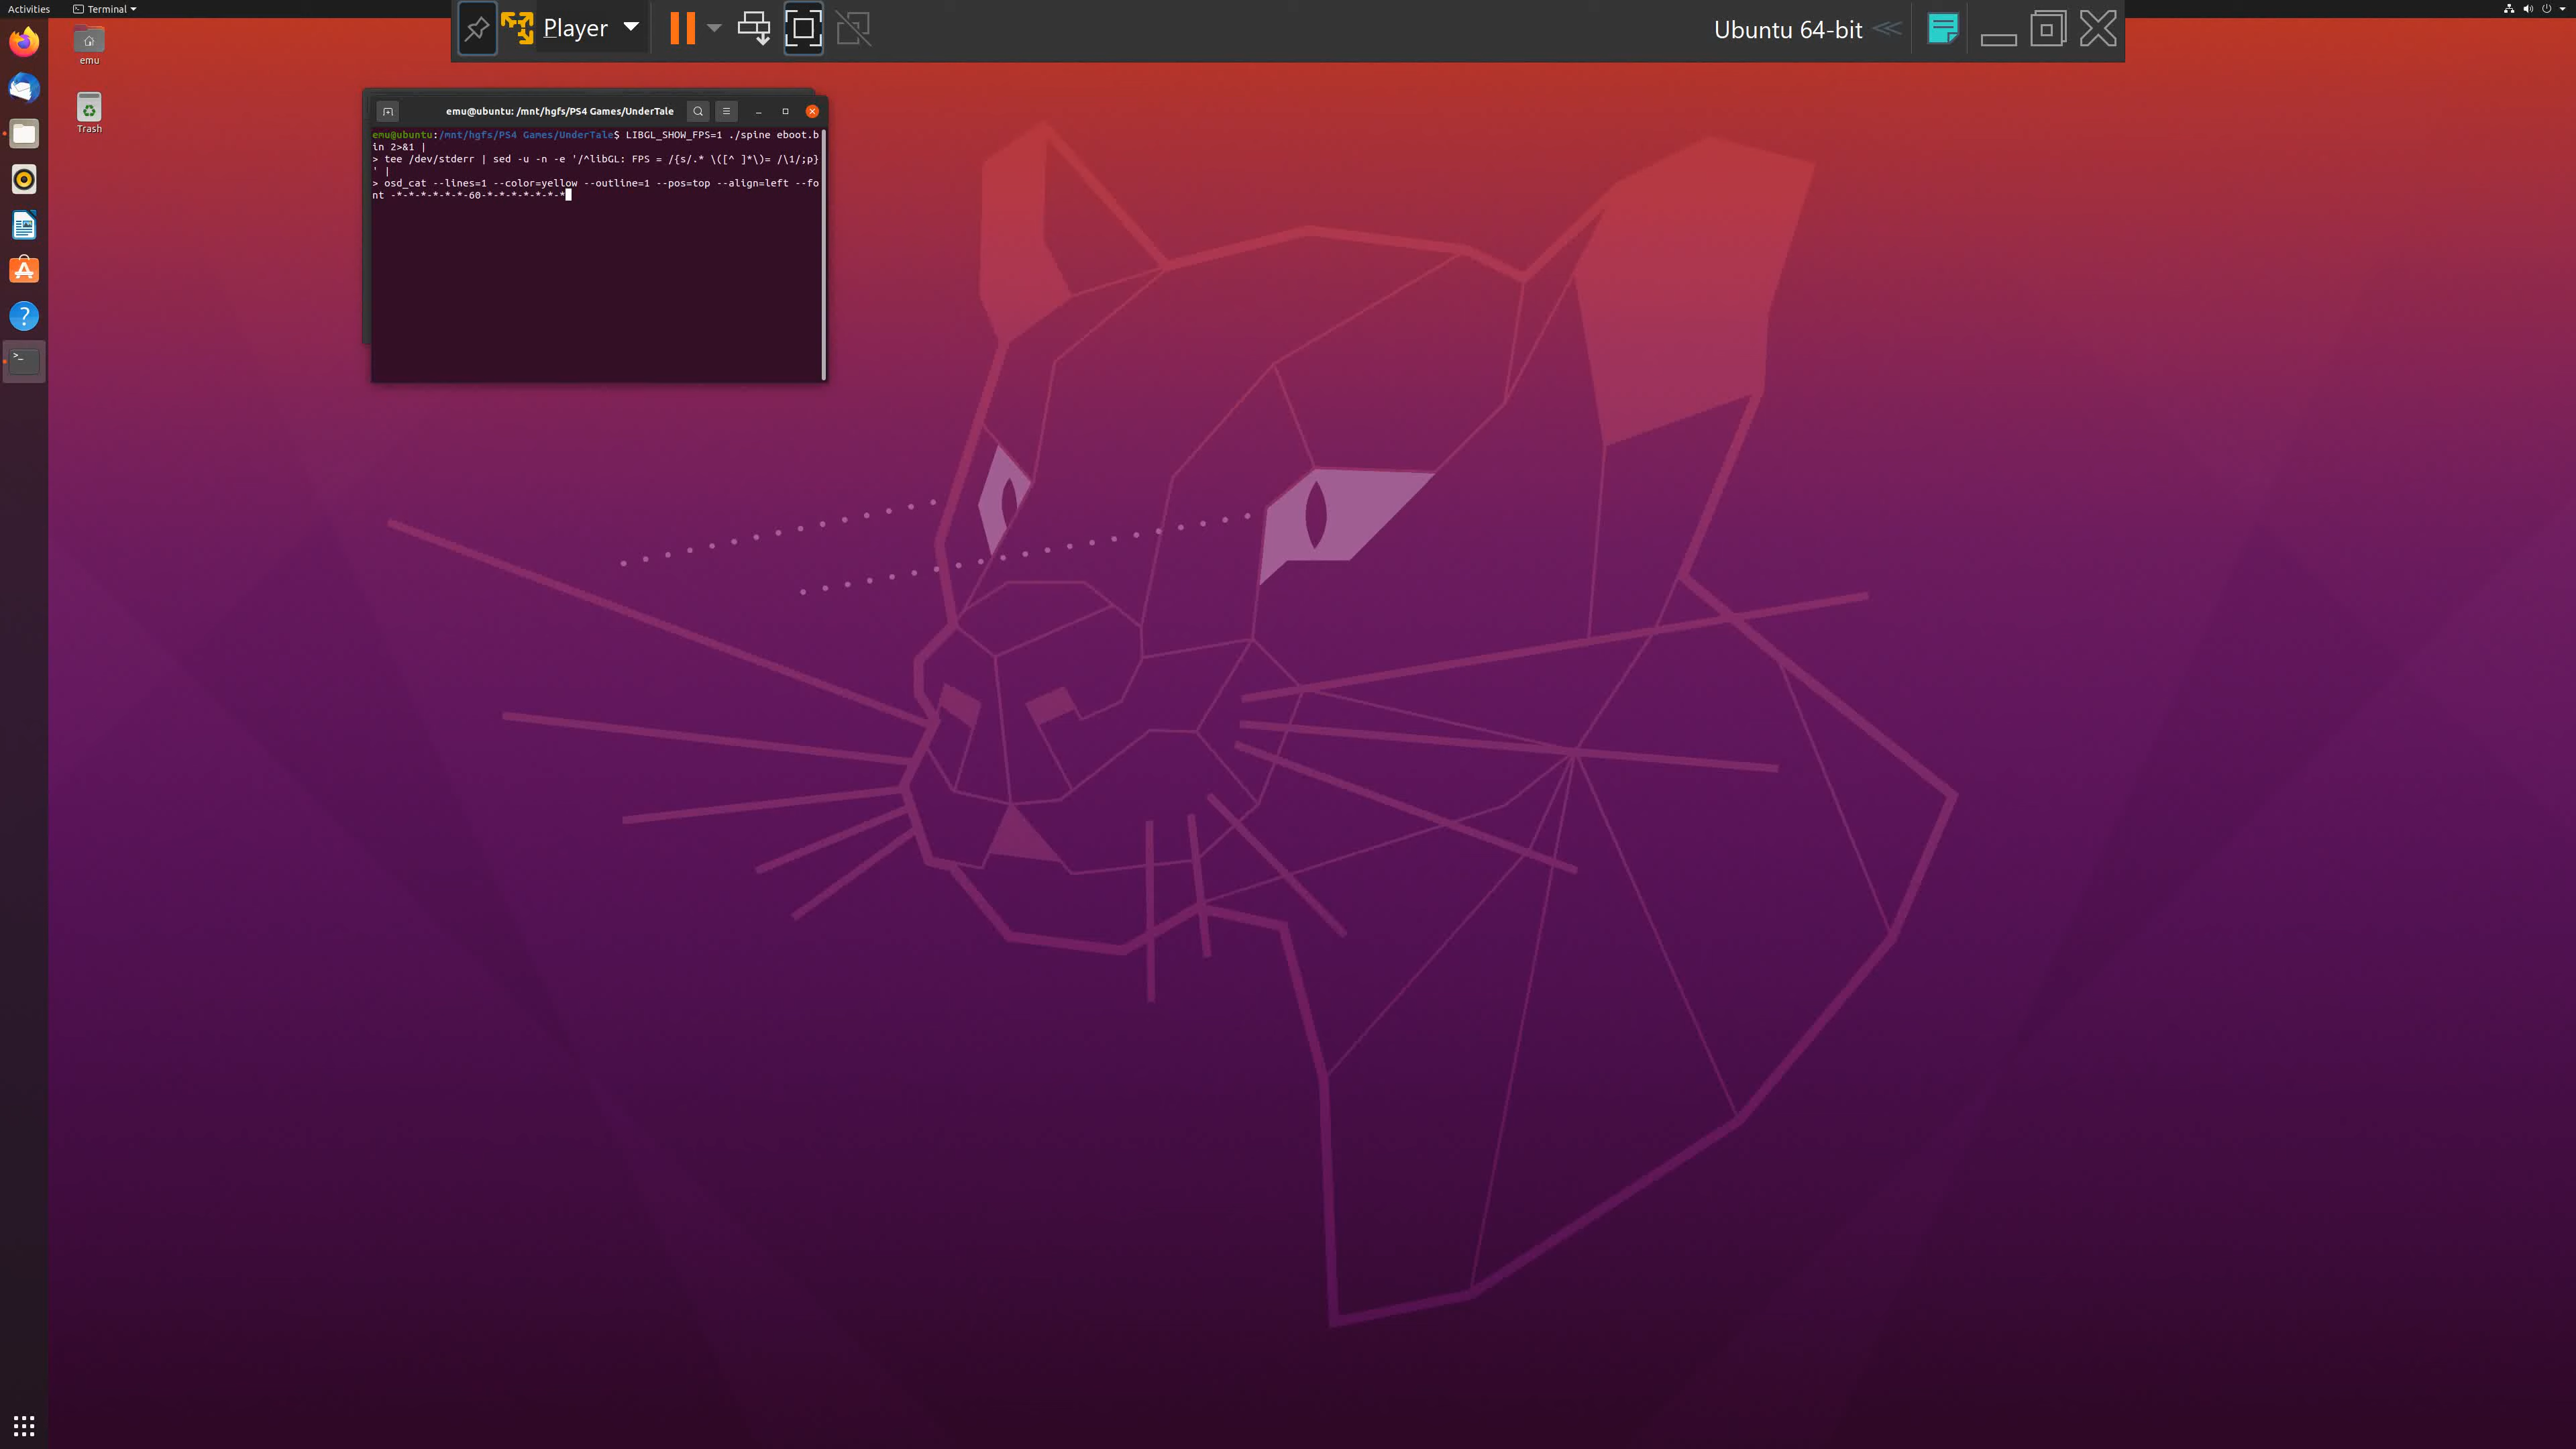 Activities
Terminal
Player
Ubuntu 64-bit
emu
Trash
emu@ubuntu: /mnt/hgfs/PS4 Games/UnderTale
emu@ubuntu:/mnt/hgfs/PS4 Games/UnderTale$ LIBGL_SHOW_FPS=1 ./spine eboot.b
in 2>&1 |
> tee /dev/stderr | sed -u -n -e '/^libGL: FPS = /{s/.* \([^ ]*\)= /\1/;p}
' |
> osd_cat --lines=1 --color=yellow --outline=1 --pos=top --align=left --fo
nt -*-*-*-*-*-*-60-*-*-*-*-*-*-*